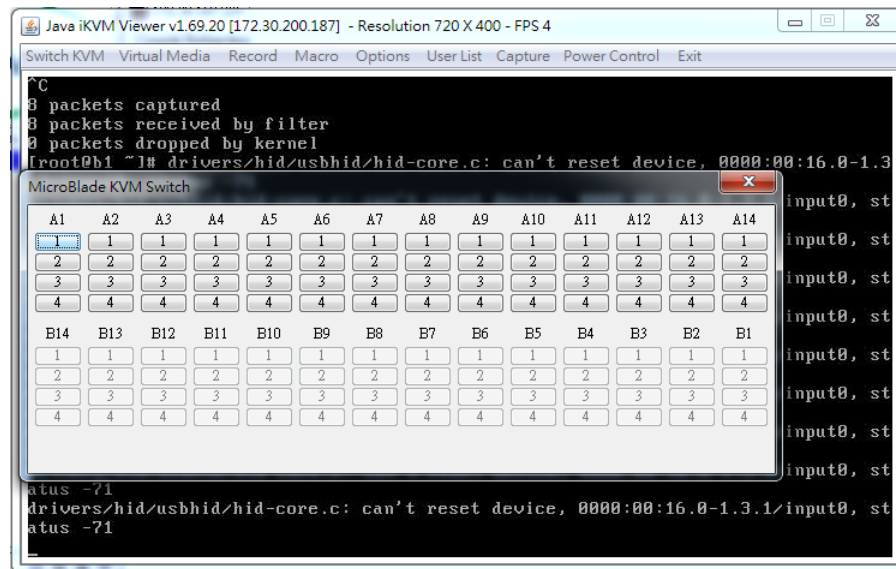 Java iKVM Viewer v1.69.20 [172.30.200.187] - Resolution 720 X 400 - FPS 4
Switch KVM Virtual Media Record Macro Options User List Capture Power Control Exit
^C
8 packets captured
8 packets received by filter
0 packets dropped by kernel
[root@b1 ~]# drivers/hid/usbhid/hid-core.c: can't reset device, 0000:00:16.0-1.3
MicroBlade KVM Switch
input0, st
A1 A2 A3 A4 A5 A6 A7 A8 A9 A10 A11 A12 A13 A14
1 1 1 1 1 1 1 1 1 1 1 1 1 1
input0, st
2 2 2 2 2 2 2 2 2 2 2 2 2 2
3 3 3 3 3 3 3 3 3 3 3 3 3 3
input0, st
4 4 4 4 4 4 4 4 4 4 4 4 4 4
input0, st
B14 B13 B12 B11 B10 B9 B8 B7 B6 B5 B4 B3 B2 B1
1 1 1 1 1 1 1 1 1 1 1 1 1 1
input0, st
2 2 2 2 2 2 2 2 2 2 2 2 2 2
3 3 3 3 3 3 3 3 3 3 3 3 3 3
input0, st
4 4 4 4 4 4 4 4 4 4 4 4 4 4
input0, st
input0, st
atus -71
drivers/hid/usbhid/hid-core.c: can't reset device, 0000:00:16.0-1.3.1/input0, st
atus -71